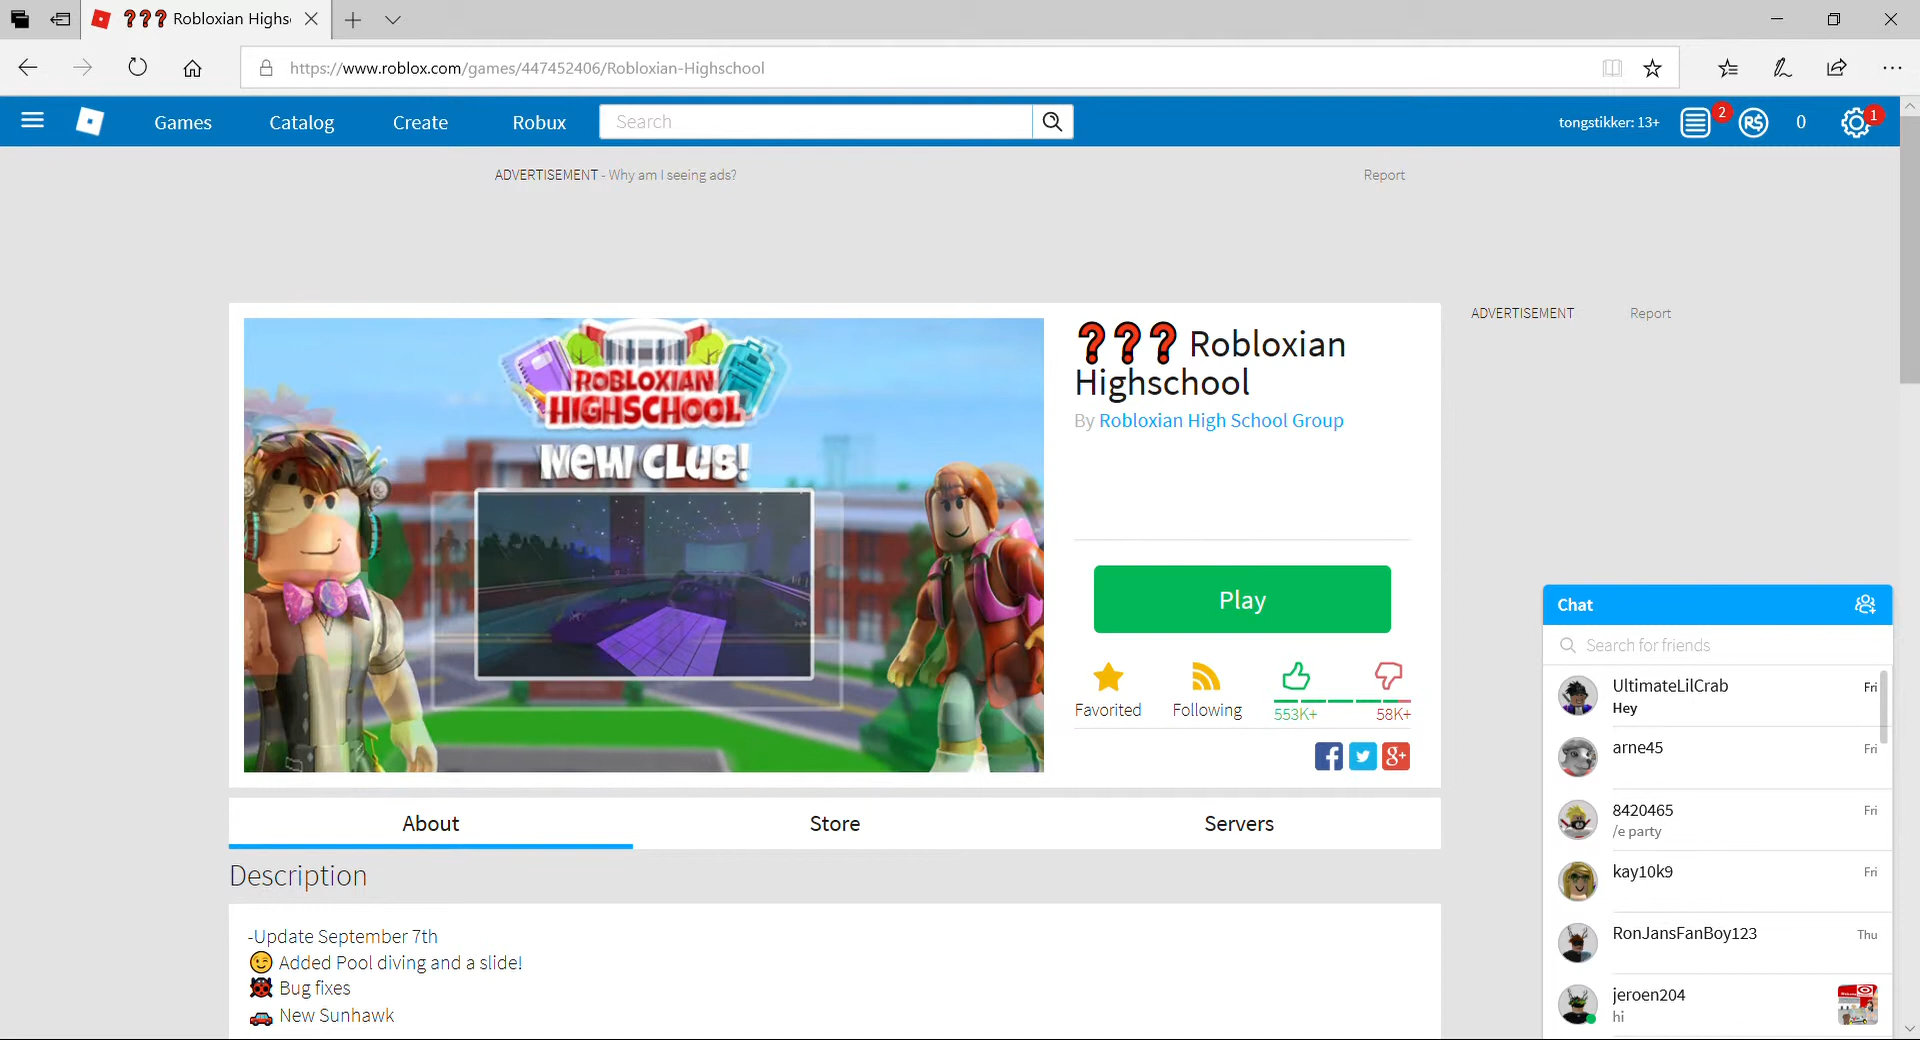 ❓❓❓ Robloxian Highs
https://www.roblox.com/games/447452406/Robloxian-Highschool
Games
Catalog
Create
Robux
Search
tongstikker: 13+
2
R$
0
1
ADVERTISEMENT - Why am I seeing ads?
Report
ADVERTISEMENT
Report
ROBLOXIAN
HIGHSCHOOL
NEW CLUB!
❓❓❓ Robloxian
Highschool
By Robloxian High School Group
Play
Favorited
Following
553K+
58K+
About
Store
Servers
Description
-Update September 7th
😉 Added Pool diving and a slide!
🐞 Bug fixes
🚗 New Sunhawk
Chat
Search for friends
UltimateLilCrab
Fri
Hey
arne45
Fri
8420465
Fri
/e party
kay10k9
Fri
RonJansFanBoy123
Thu
jeroen204
hi